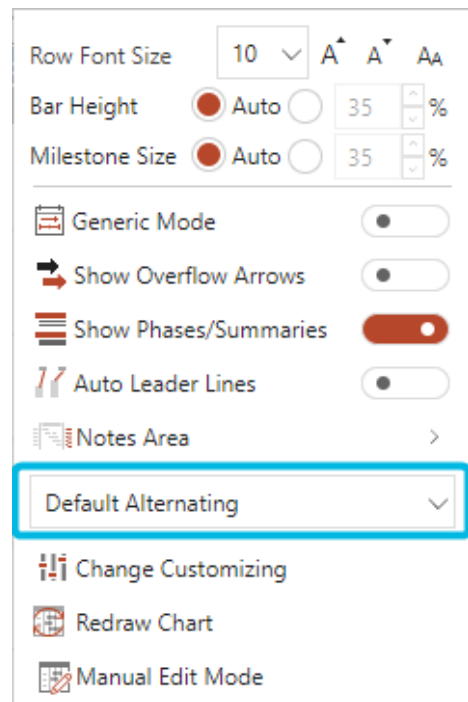 Row Font Size 10 A A AA
Bar Height Auto 35 %
Milestone Size Auto 35 %
Generic Mode
Show Overflow Arrows
Show Phases/Summaries
Auto Leader Lines
Notes Area
Default Alternating
Change Customizing
Redraw Chart
Manual Edit Mode